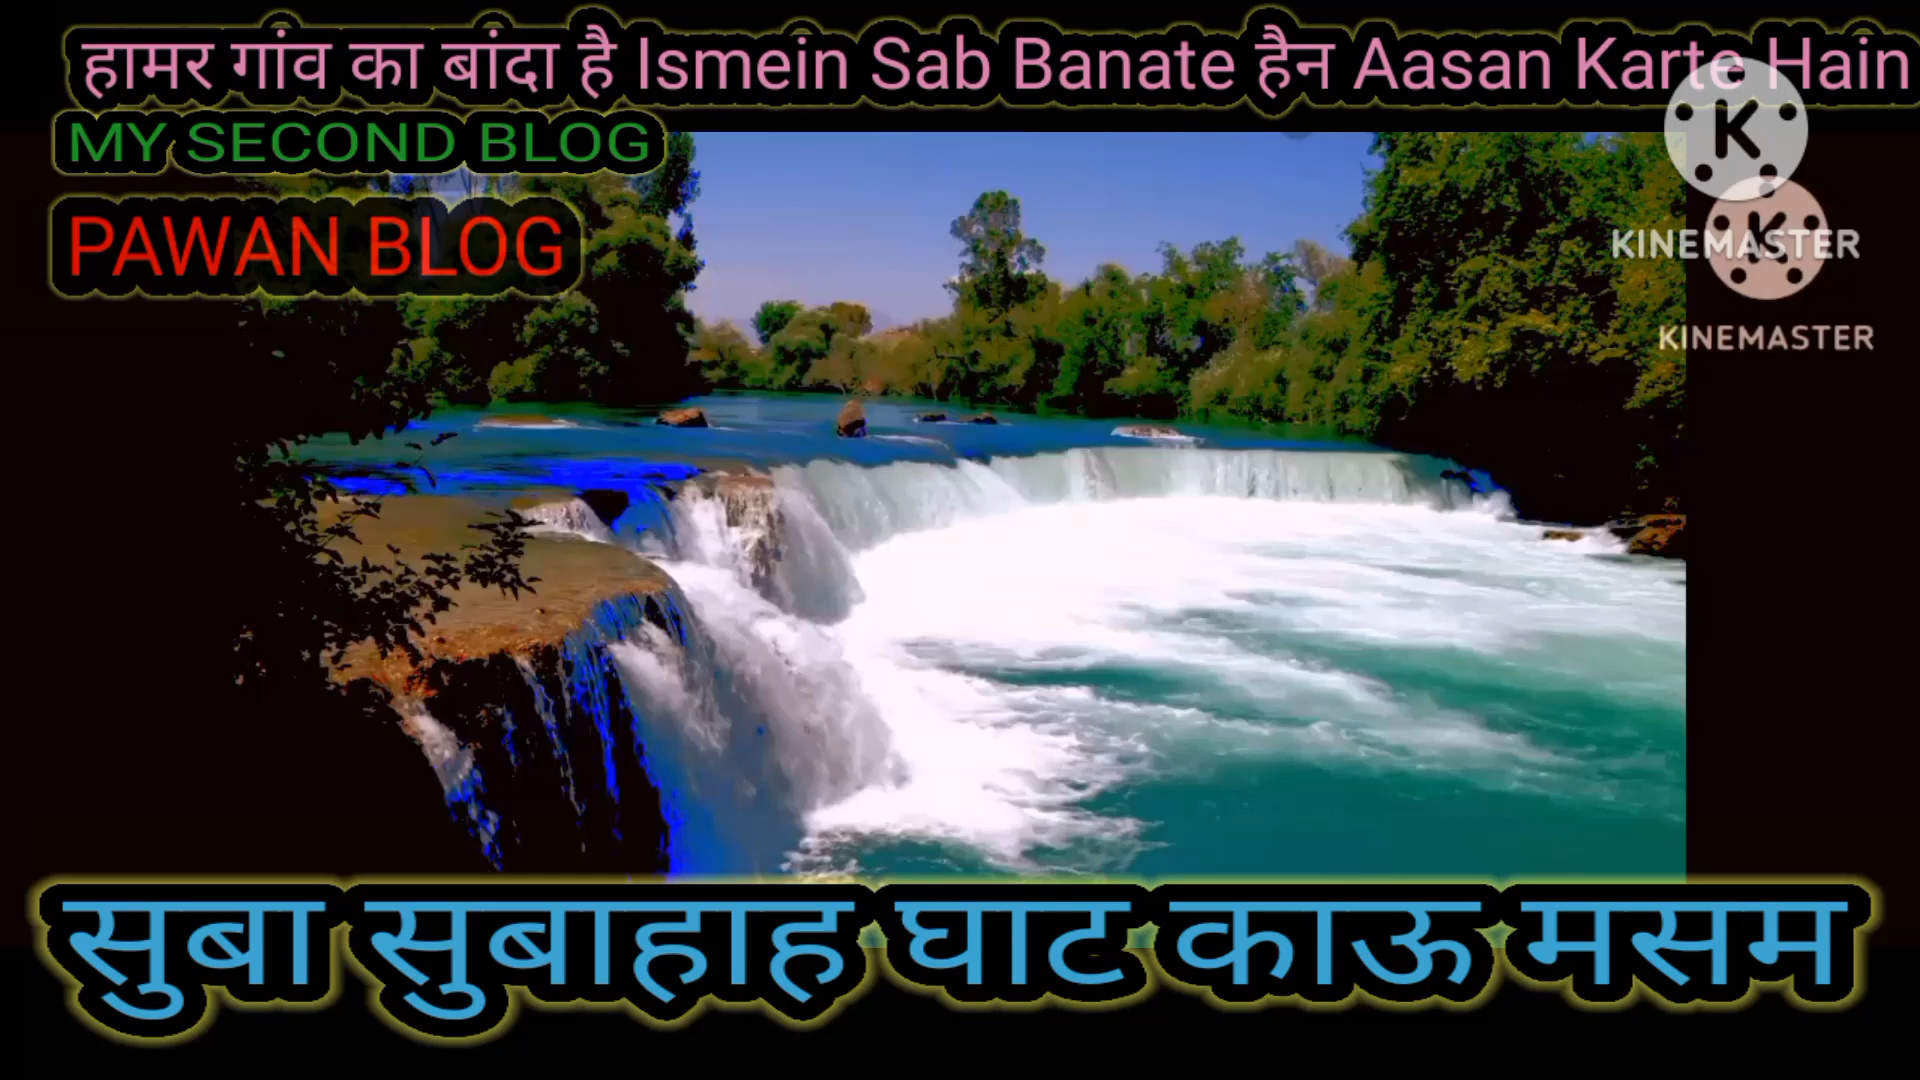 हामर गांव का बांदा है Ismein Sab Banate हैन Aasan Karte Hain
MY SECOND BLOG
PAWAN BLOG
K
KINEMASTER
K
KINEMASTER
सुबा सुबाहाह घाट काऊ मसम